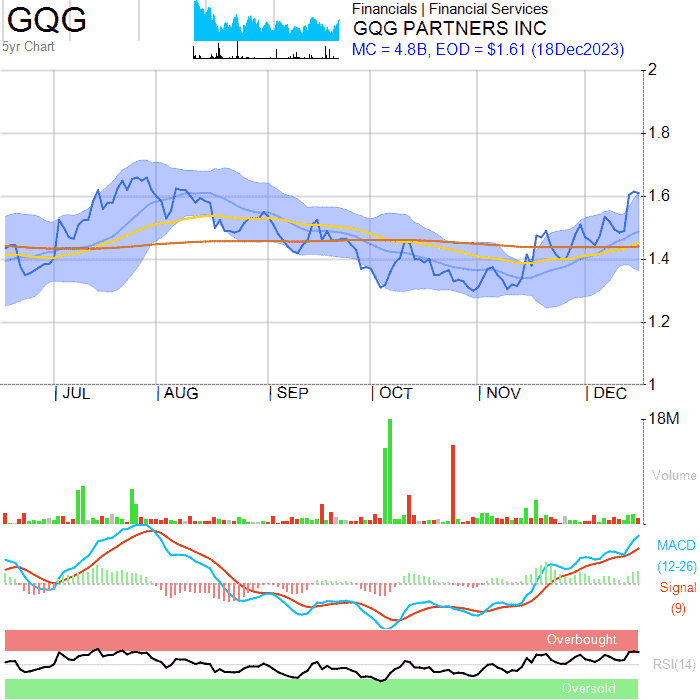 GQG
5yr Chart
Financials | Financial Services
GQG PARTNERS INC
MC = 4.8B, EOD = $1.61 (18Dec2023)
2
1.8
1.6
1.4
1.2
1
| JUL | AUG | SEP | OCT | NOV | DEC
18M
Volume
MACD
(12-26)
Signal
(9)
Overbought
RSI(14)
Oversold